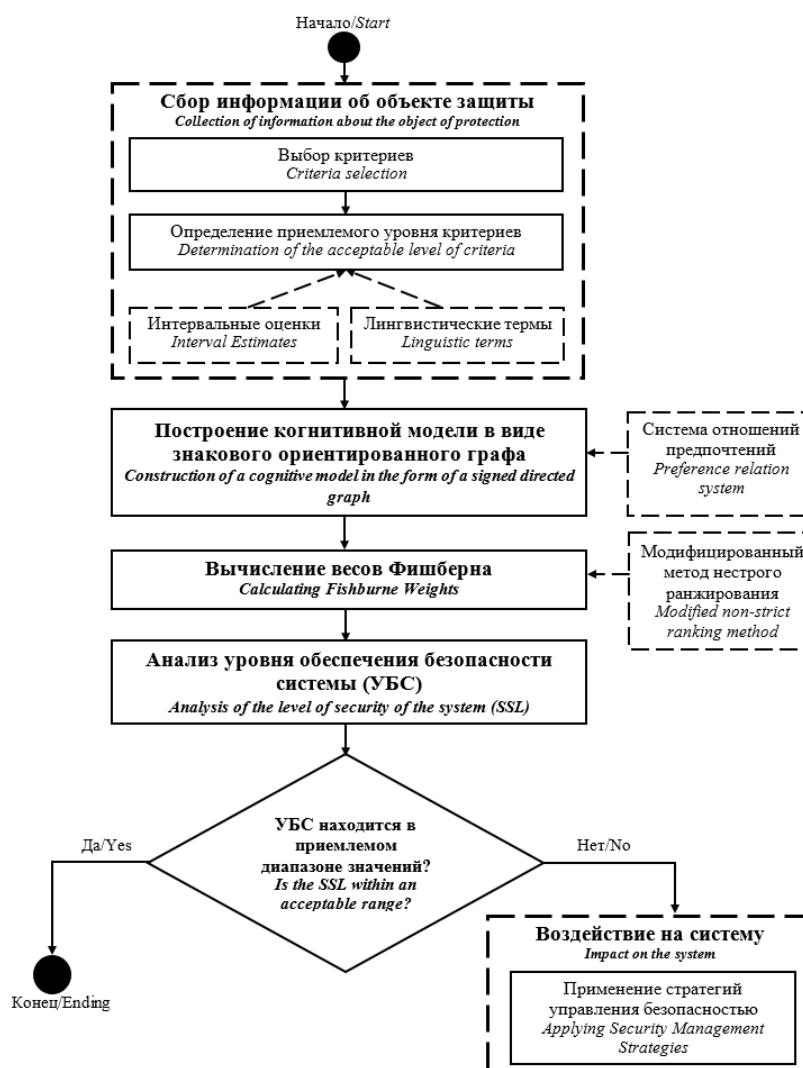 Начало/Start
Сбор информации об объекте защиты
Collection of information about the object of protection
Выбор критериев
Criteria selection
Определение приемлемого уровня критериев
Determination of the acceptable level of criteria
Интервальные оценки
Interval Estimates
Лингвистические термы
Linguistic terms
Построение когнитивной модели в виде
знакового ориентированного графа
Construction of a cognitive model in the form of a signed directed
graph
Система отношений
предпочтений
Preference relation
system
Вычисление весов Фишберна
Calculating Fishburne Weights
Модифицированный
метод нестрого
ранжирования
Modified non-strict
ranking method
Анализ уровня обеспечения безопасности
системы (УБС)
Analysis of the level of security of the system (SSL)
УБС находится в
приемлемом
диапазоне значений?
Is the SSL within an
acceptable range?
Да/Yes
Нет/No
Конец/Ending
Воздействие на систему
Impact on the system
Применение стратегий
управления безопасностью
Applying Security Management
Strategies